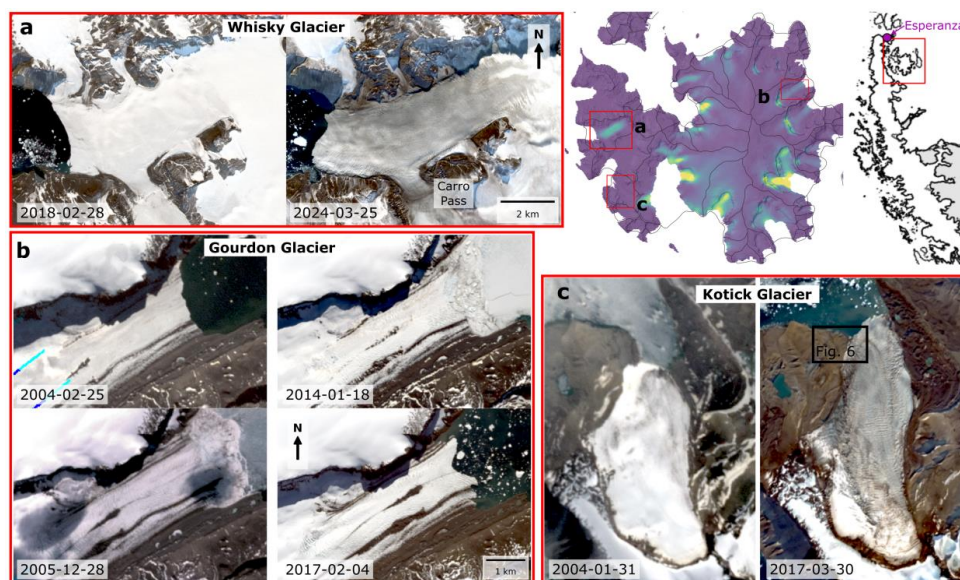 a
Whisky Glacier
N
2018-02-28
2024-03-25
Carro
Pass
2 km
a
b
c
Esperanza
b
Gourdon Glacier
2004-02-25
2014-01-18
2005-12-28
N
2017-02-04
1 km
c
Kotick Glacier
Fig. 6
2004-01-31
2017-03-30